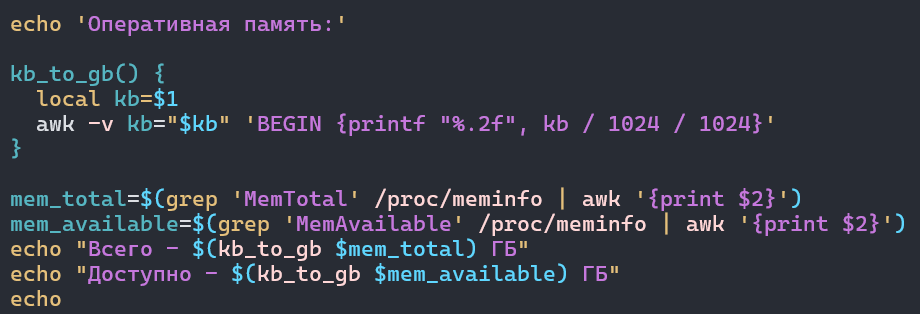 echo 'Оперативная память:'

kb_to_gb() {
  local kb=$1
  awk -v kb="$kb" 'BEGIN {printf "%.2f", kb / 1024 / 1024}'
}

mem_total=$(grep 'MemTotal' /proc/meminfo | awk '{print $2}')
mem_available=$(grep 'MemAvailable' /proc/meminfo | awk '{print $2}')
echo "Всего - $(kb_to_gb $mem_total) ГБ"
echo "Доступно - $(kb_to_gb $mem_available) ГБ"
echo